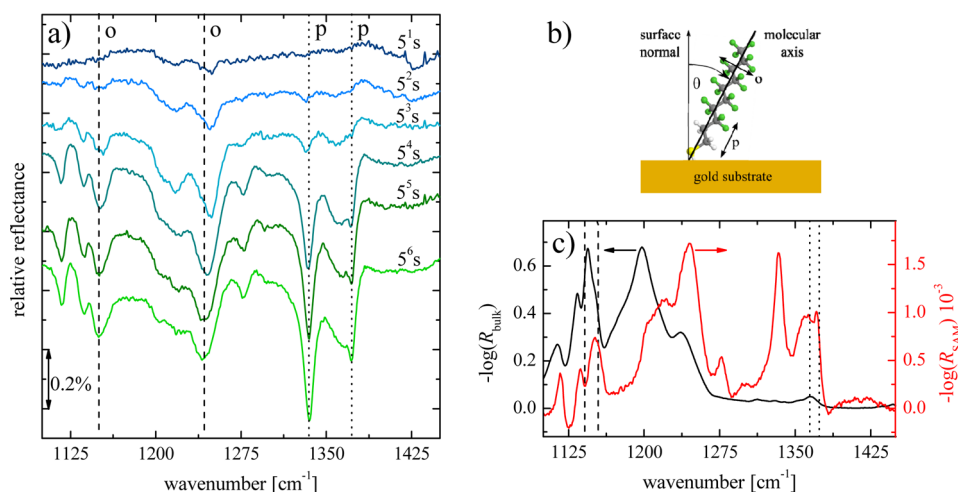 a)
o o p p
5¹s
5²s
5³s
5⁴s
5⁵s
5⁶s
0.2%
relative reflectance
1125 1200 1275 1350 1425
wavenumber [cm⁻¹]
b)
surface normal
molecular axis
θ
o
p
gold substrate
c)
0.6
0.4
0.2
0.0
-log(R_bulk)
1.5
1.0
0.5
0.0
-log(R_SAM) 10⁻³
1125 1200 1275 1350 1425
wavenumber [cm⁻¹]